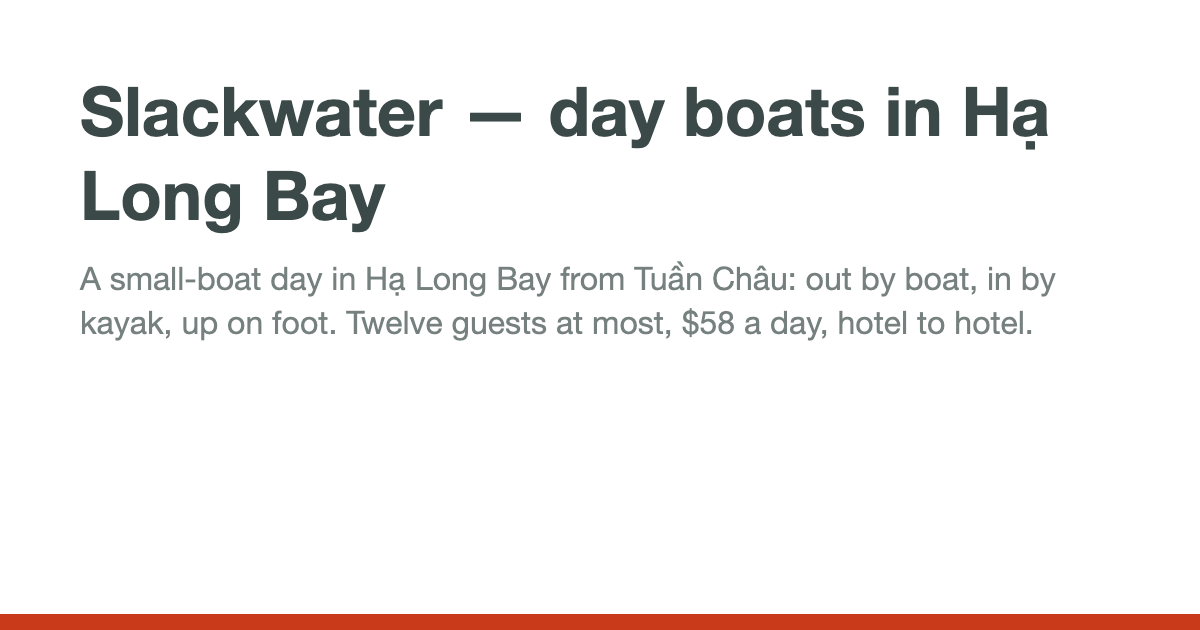 Slackwater — day boats in Hạ
Long Bay
A small-boat day in Hạ Long Bay from Tuần Châu: out by boat, in by
kayak, up on foot. Twelve guests at most, $58 a day, hotel to hotel.